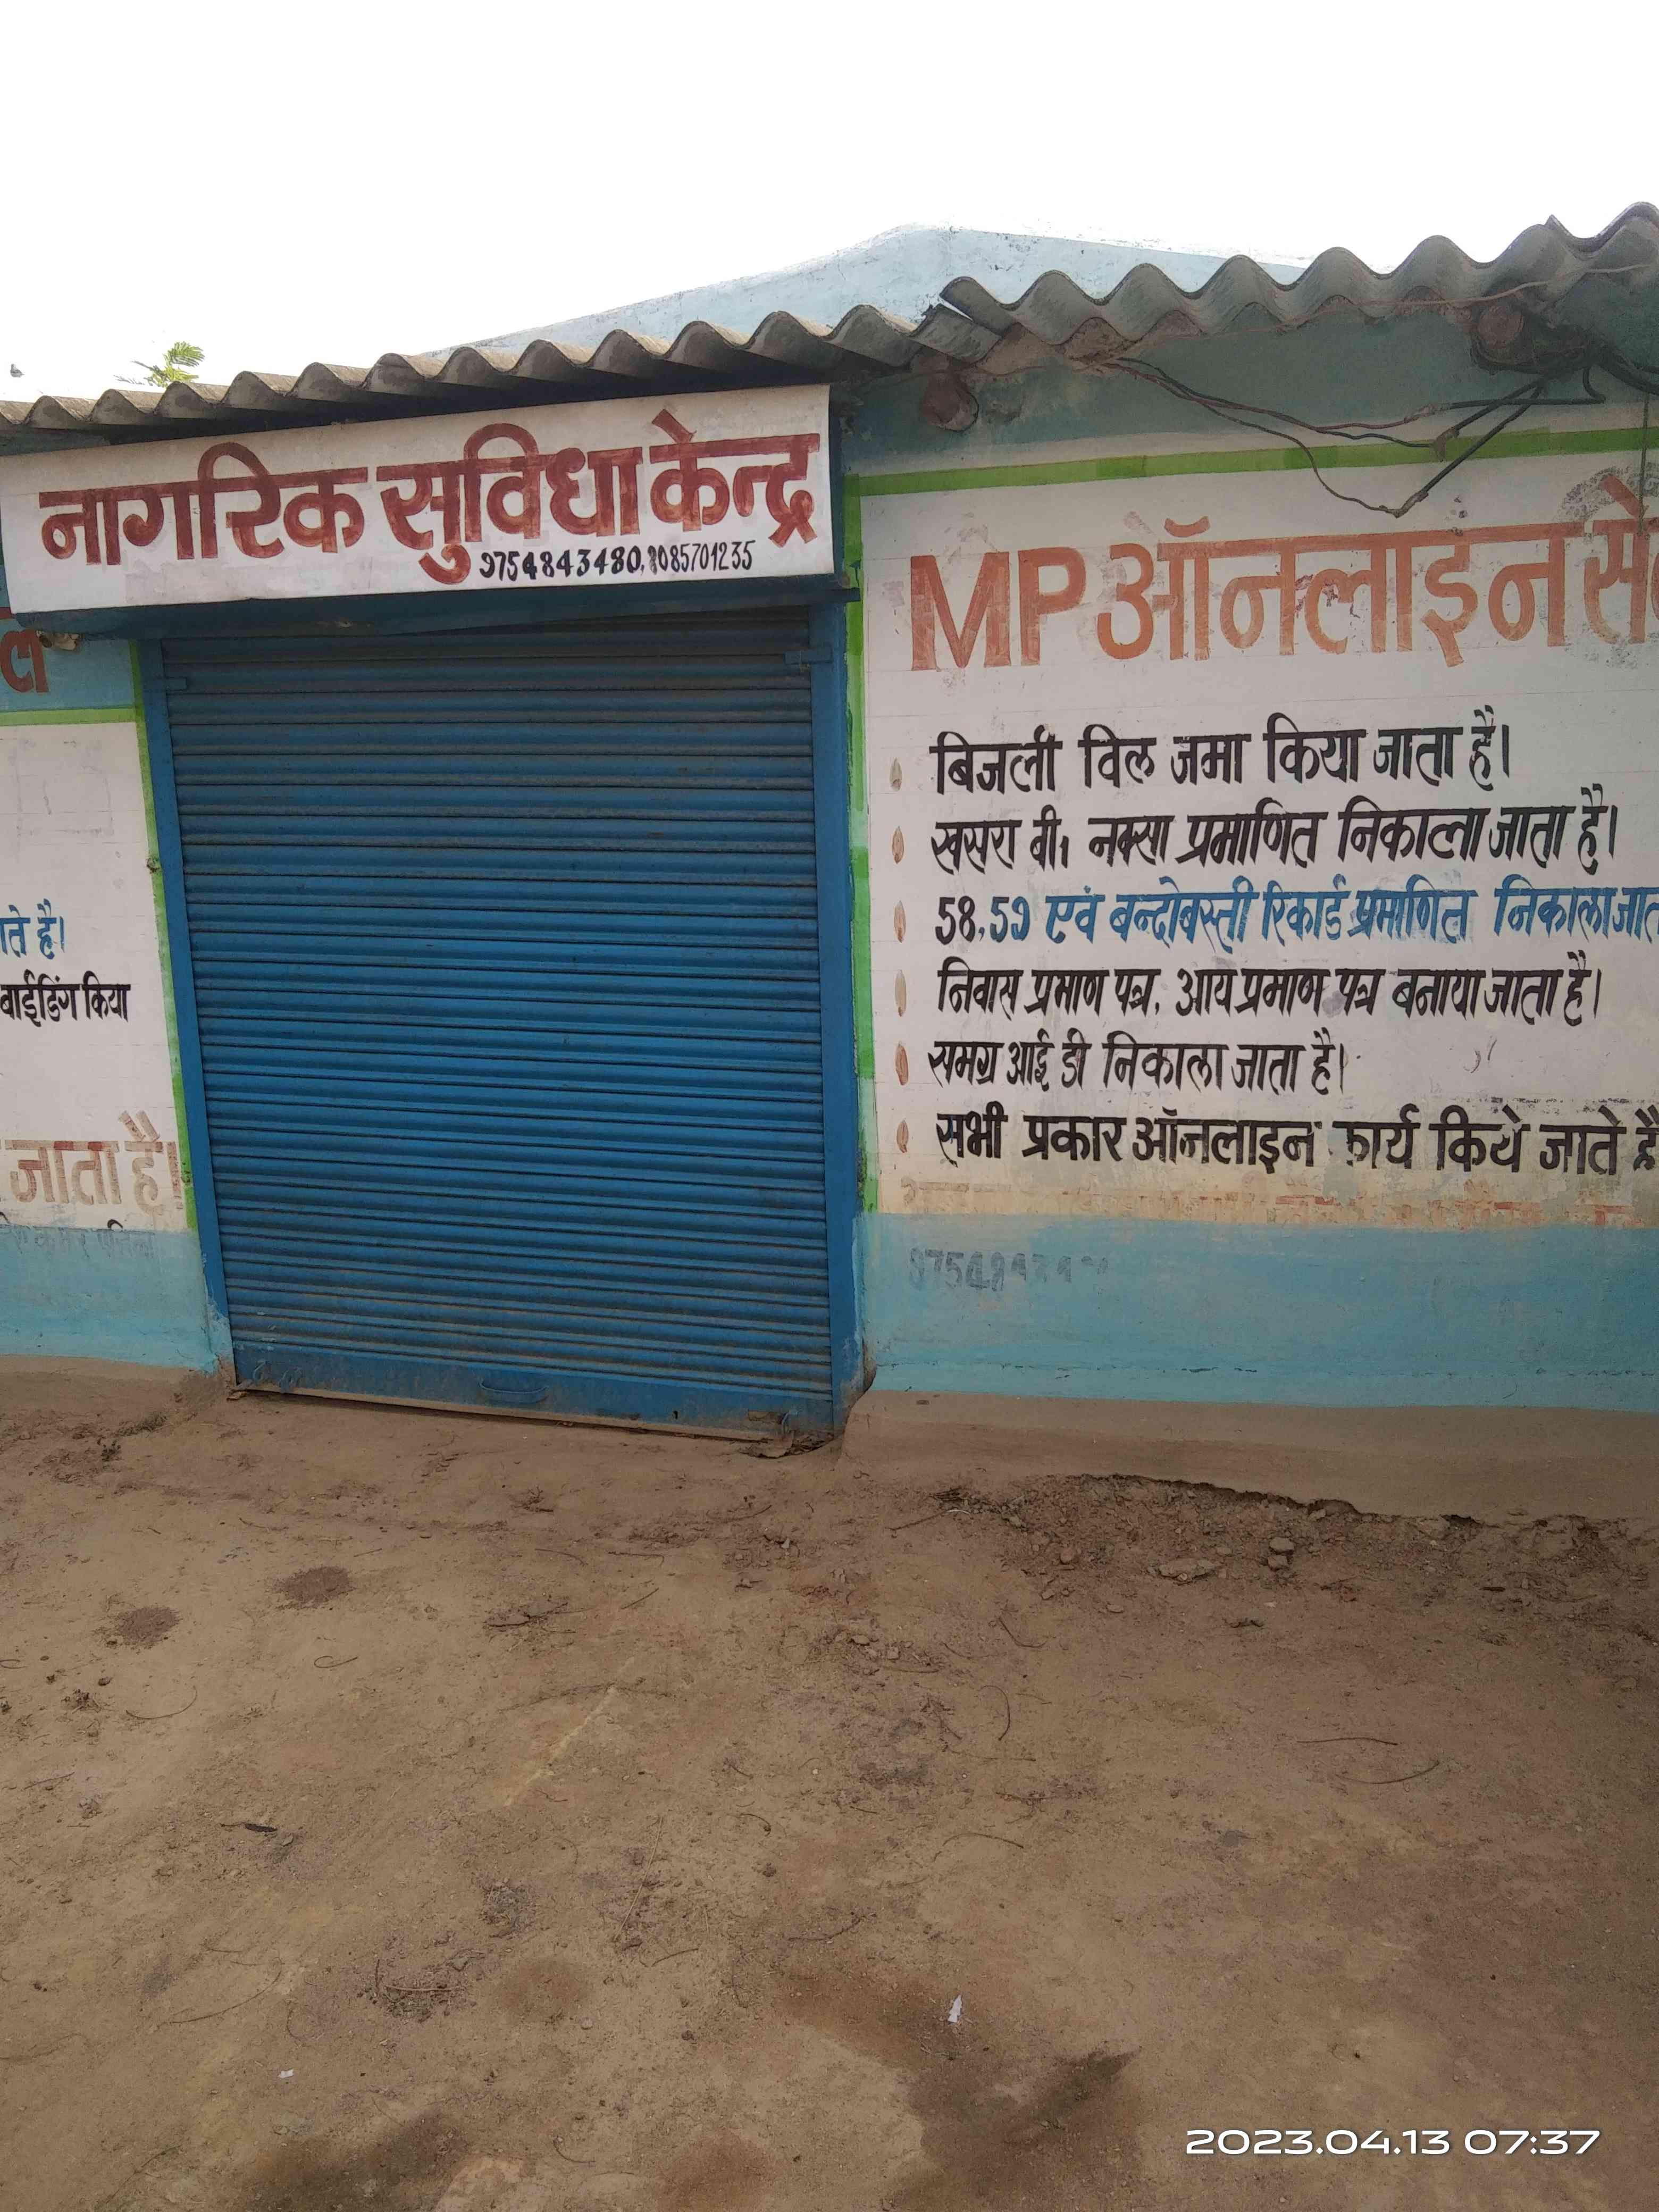 नागरिक सुविधा केन्द्र
9754843480, 9085701235
MP ऑनलाइन
बिजली विल जमा किया जाता है।
खसरा बी1 नक्सा प्रमाणित निकाला जाता है।
58,59 एवं बन्दोबस्ती रिकार्ड प्रमाणित निकाला जात
निवास प्रमाण पत्र, आय प्रमाण पत्र बनाया जाता है।
समग्र आई डी निकाला जाता है।
सभी प्रकार ऑनलाइन कार्य किये जाते है
ते है।
बाईडिंग किया
जाता है।
2023.04.13 07:37